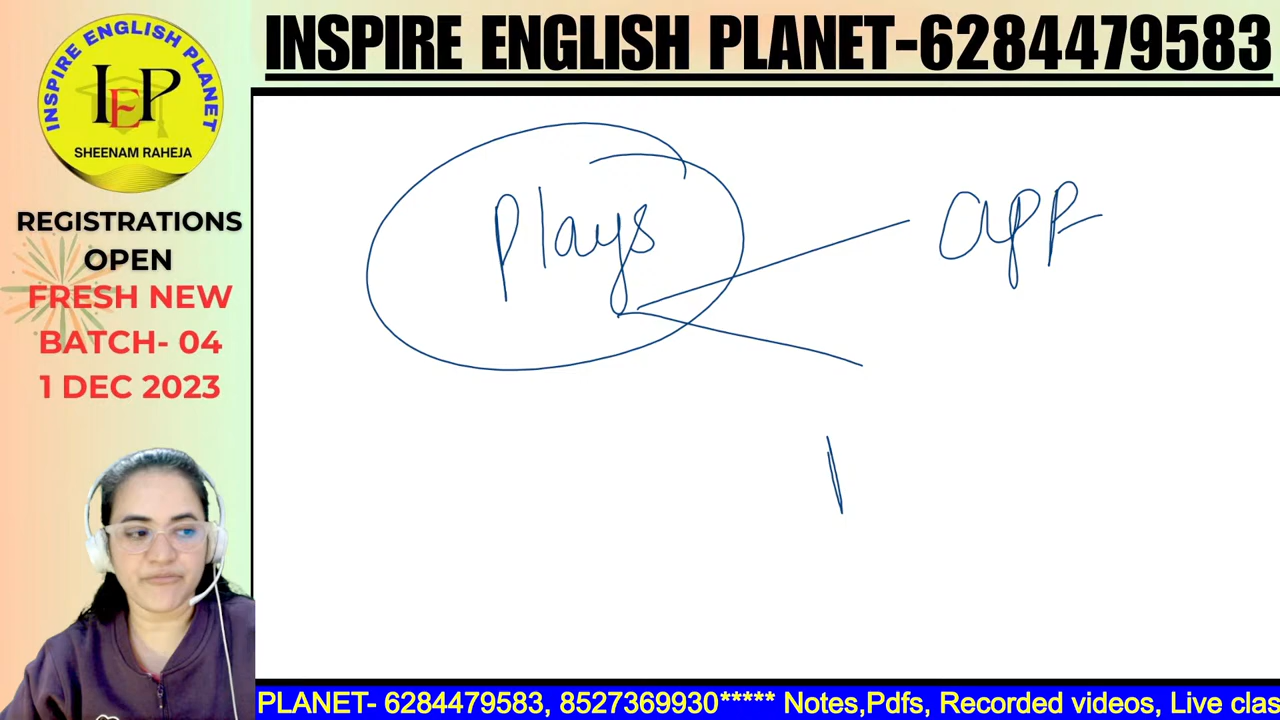 INSPIRE ENGLISH PLANET
IEP
SHEENAM RAHEJA
INSPIRE ENGLISH PLANET-6284479583
REGISTRATIONS
OPEN
FRESH NEW
BATCH- 04
1 DEC 2023
plays
app
PLANET- 6284479583, 8527369930***** Notes,Pdfs, Recorded videos, Live clas